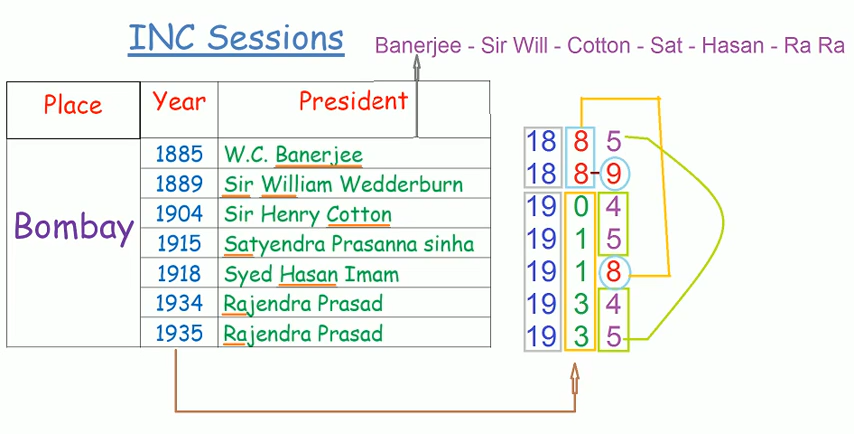 INC Sessions
Banerjee - Sir Will - Cotton - Sat - Hasan - Ra Ra
Place Year President
Bombay
1885 W.C. Banerjee
1889 Sir William Wedderburn
1904 Sir Henry Cotton
1915 Satyendra Prasanna sinha
1918 Syed Hasan Imam
1934 Rajendra Prasad
1935 Rajendra Prasad
18 8 5
18 8-9
19 0 4
19 1 5
19 1 8
19 3 4
19 3 5